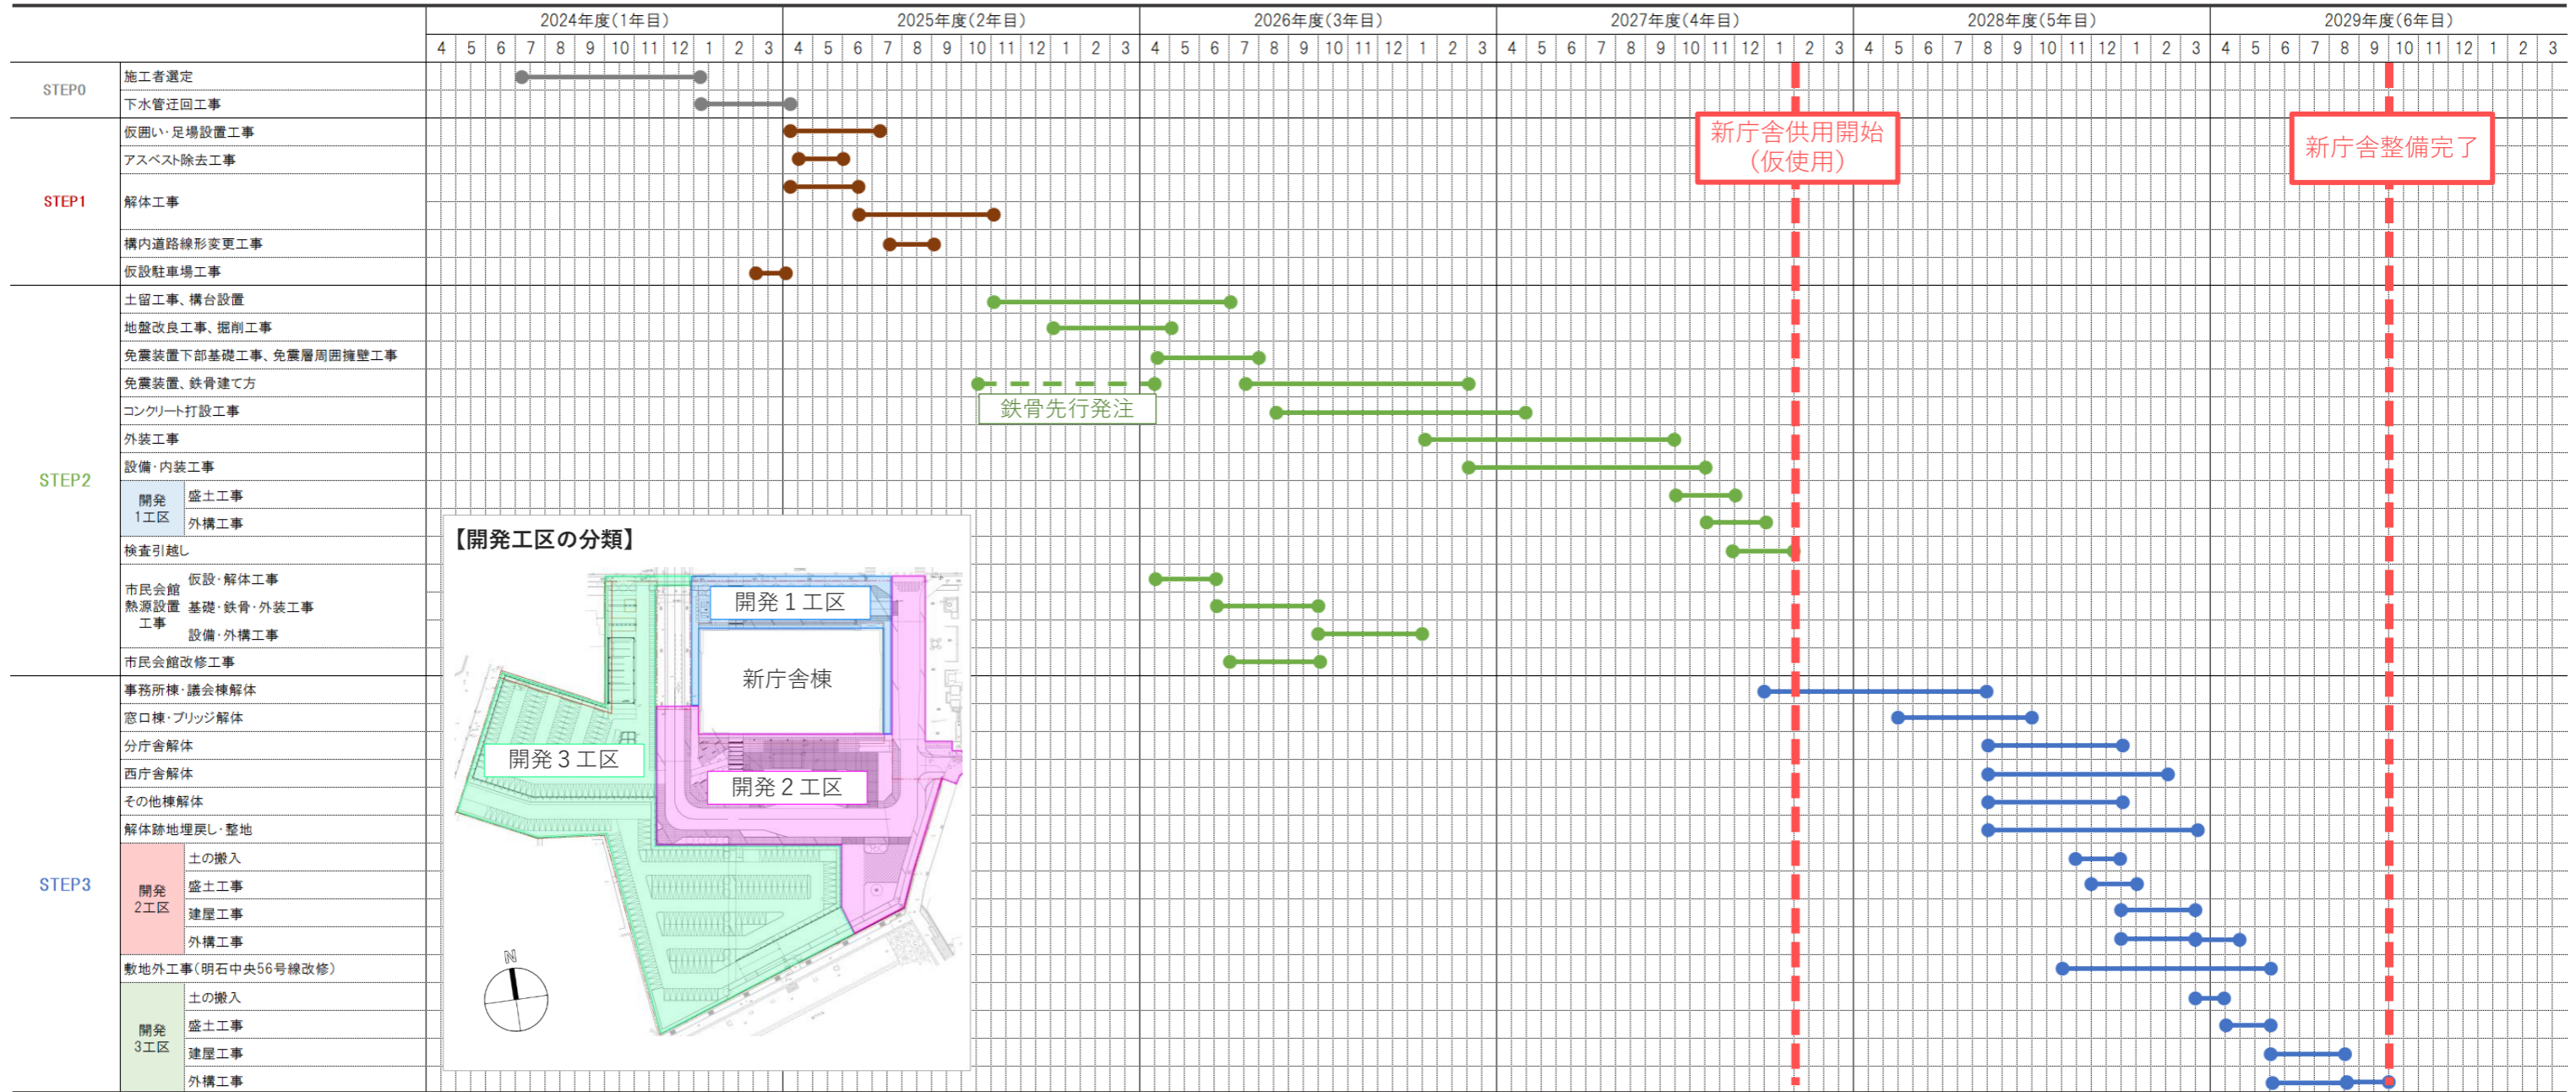 2024年度(1年目) 2025年度(2年目) 2026年度(3年目) 2027年度(4年目) 2028年度(5年目) 2029年度(6年目)
4 5 6 7 8 9 10 11 12 1 2 3 4 5 6 7 8 9 10 11 12 1 2 3 4 5 6 7 8 9 10 11 12 1 2 3 4 5 6 7 8 9 10 11 12 1 2 3 4 5 6 7 8 9 10 11 12 1 2 3 4 5 6 7 8 9 10 11 12 1 2 3
STEP0
施工者選定
下水管迂回工事
STEP1
仮囲い・足場設置工事
アスベスト除去工事
解体工事
構内道路線形変更工事
仮設駐車場工事
新庁舎供用開始
(仮使用)
新庁舎整備完了
STEP2
土留工事、構台設置
地盤改良工事、掘削工事
免震装置下部基礎工事、免震層周囲擁壁工事
免震装置、鉄骨建て方
鉄骨先行発注
コンクリート打設工事
外装工事
設備・内装工事
開発
1工区
盛土工事
外構工事
検査引越し
市民会館
熱源設置
工事
仮設・解体工事
基礎・鉄骨・外装工事
設備・外構工事
市民会館改修工事
STEP3
事務所棟・議会棟解体
窓口棟・ブリッジ解体
分庁舎解体
西庁舎解体
その他棟解体
解体跡地埋戻し・整地
開発
2工区
土の搬入
盛土工事
建屋工事
外構工事
敷地外工事(明石中央56号線改修)
開発
3工区
土の搬入
盛土工事
建屋工事
外構工事
【開発工区の分類】
開発1工区
新庁舎棟
開発3工区
開発2工区
N